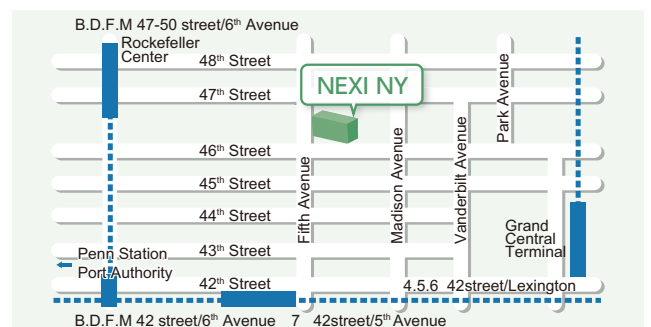 B.D.F.M 47-50 street/6th Avenue
Rockefeller
Center
48th Street
NEXI NY
47th Street
Park Avenue
46th Street
45th Street
44th Street
Fifth Avenue
Madison Avenue
Vanderbilt Avenue
Grand
Central
Terminal
43th Street
Penn Station
Port Authority
42th Street
4.5.6 42street/Lexington
B.D.F.M 42 street/6th Avenue 7 42street/5th Avenue